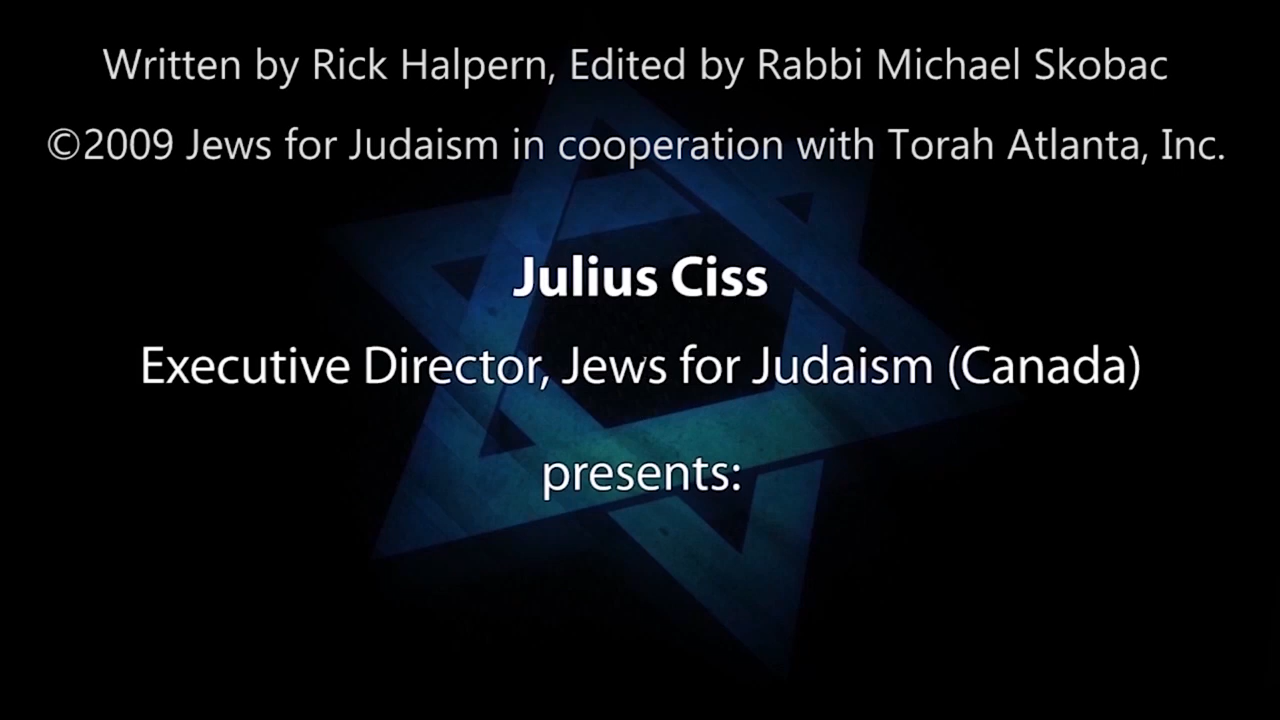 Written by Rick Halpern, Edited by Rabbi Michael Skobac
©2009 Jews for Judaism in cooperation with Torah Atlanta, Inc.
Julius Ciss
Executive Director, Jews for Judaism (Canada)
presents: